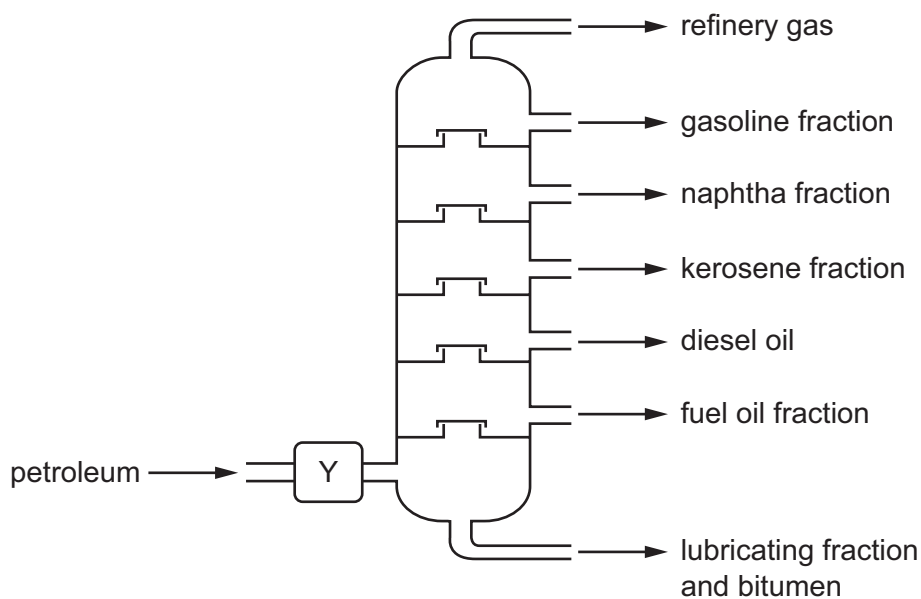 refinery gas
gasoline fraction
naphtha fraction
kerosene fraction
diesel oil
fuel oil fraction
petroleum
Y
lubricating fraction
and bitumen